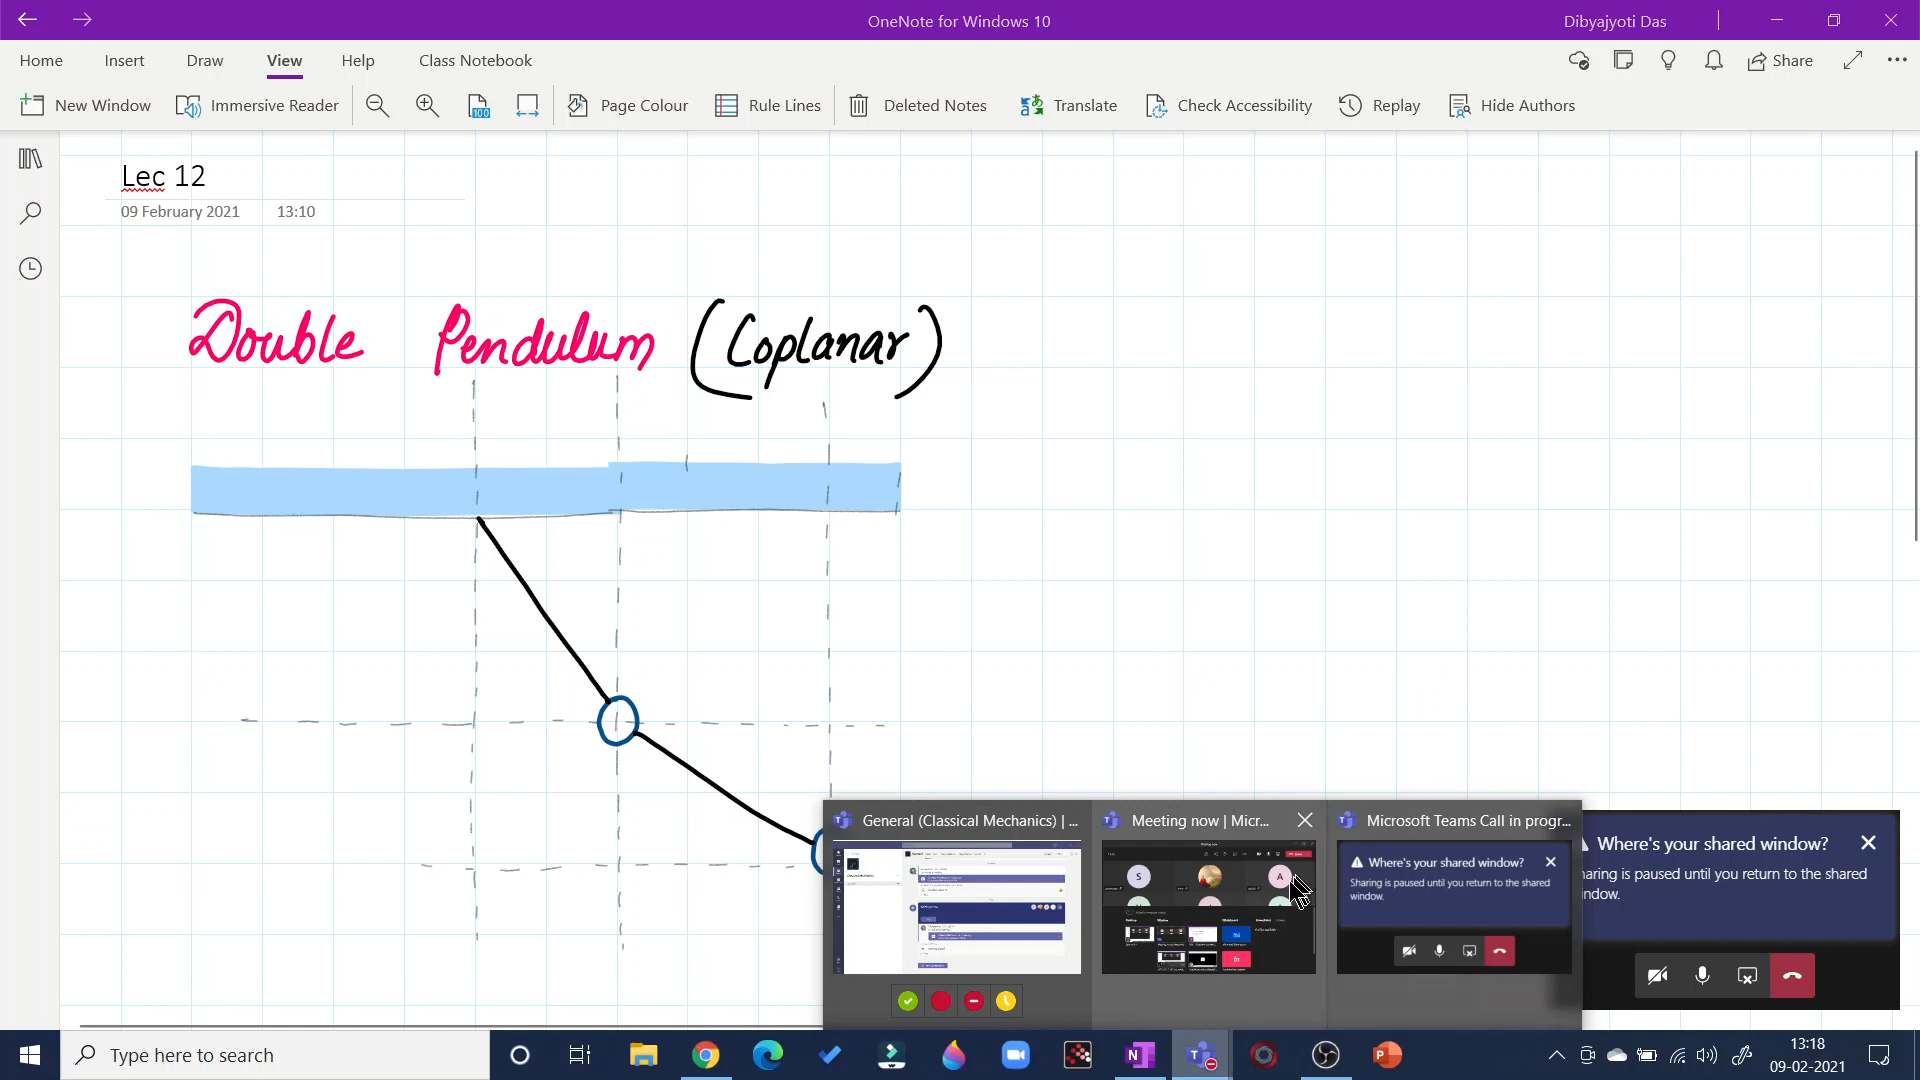 OneNote for Windows 10
Dibyajyoti Das
Home Insert Draw View Help Class Notebook
Share
New Window Immersive Reader 100 Page Colour Rule Lines Deleted Notes Translate Check Accessibility Replay Hide Authors
Lec 12
09 February 2021 13:10
Double Pendulum (Coplanar)
General (Classical Mechanics) | ...
Meeting now | Micr...
Microsoft Teams Call in progr...
S
A
Where's your shared window?
Sharing is paused until you return to the shared
window.
Where's your shared window?
haring is paused until you return to the shared
indow.
Type here to search
13:18
09-02-2021